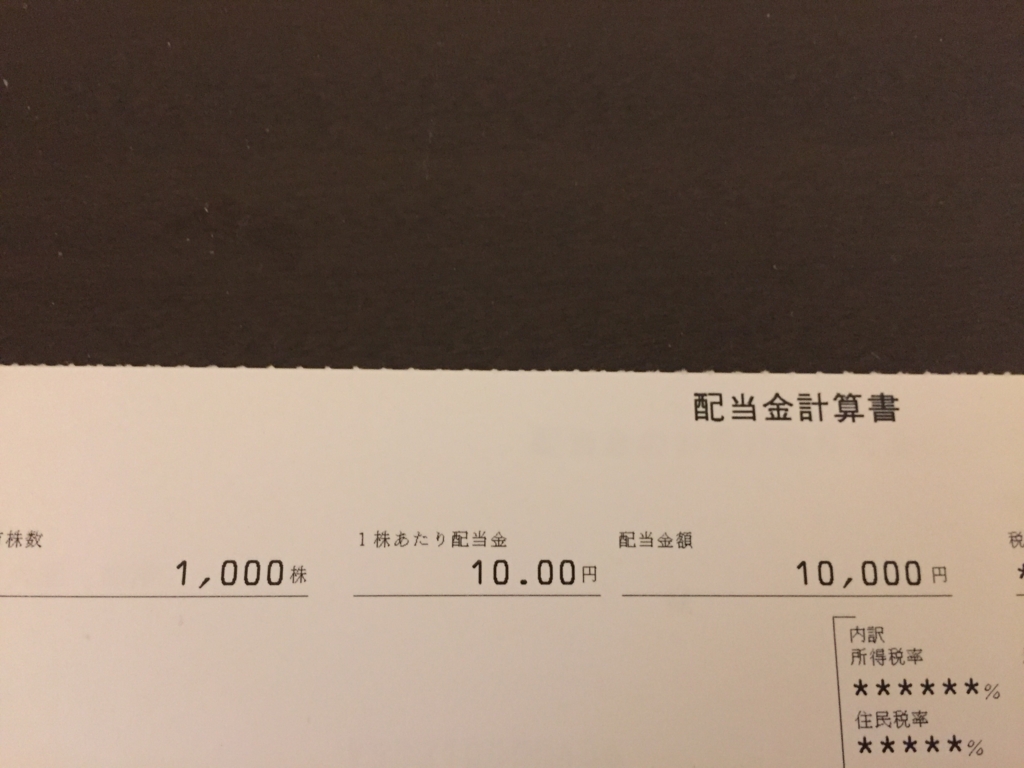 配当金計算書
株数
1株あたり配当金
配当金額
税
1,000株
10.00円
10,000円
内訳
所得税率
******%
住民税率
*****%